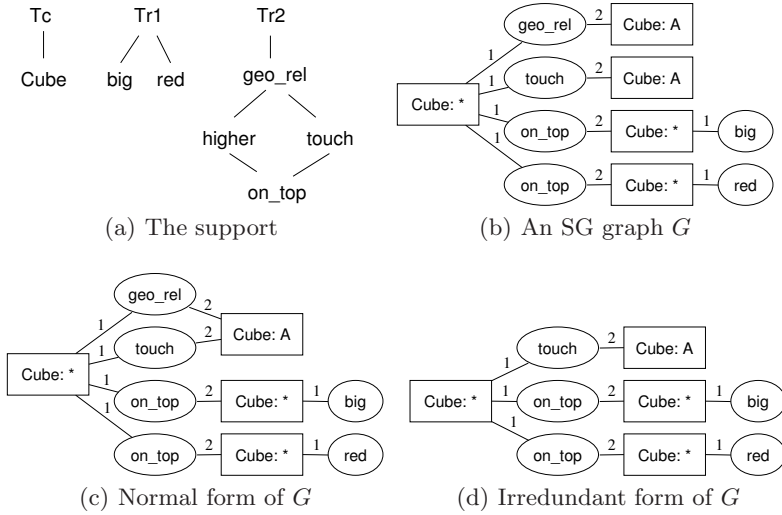 Tc Tr1 Tr2
Cube big red geo_rel
higher touch
on_top
(a) The support
geo_rel 2 Cube: A
1
touch 2 Cube: A
1
Cube: *
1
on_top 2 Cube: * 1 big
1
on_top 2 Cube: * 1 red
(b) An SG graph G
geo_rel 2
1
Cube: A
touch 2
1
Cube: *
1
on_top 2 Cube: * 1 big
1
on_top 2 Cube: * 1 red
(c) Normal form of G
touch 2 Cube: A
1
Cube: * 1 on_top 2 Cube: * 1 big
1
on_top 2 Cube: * 1 red
(d) Irredundant form of G